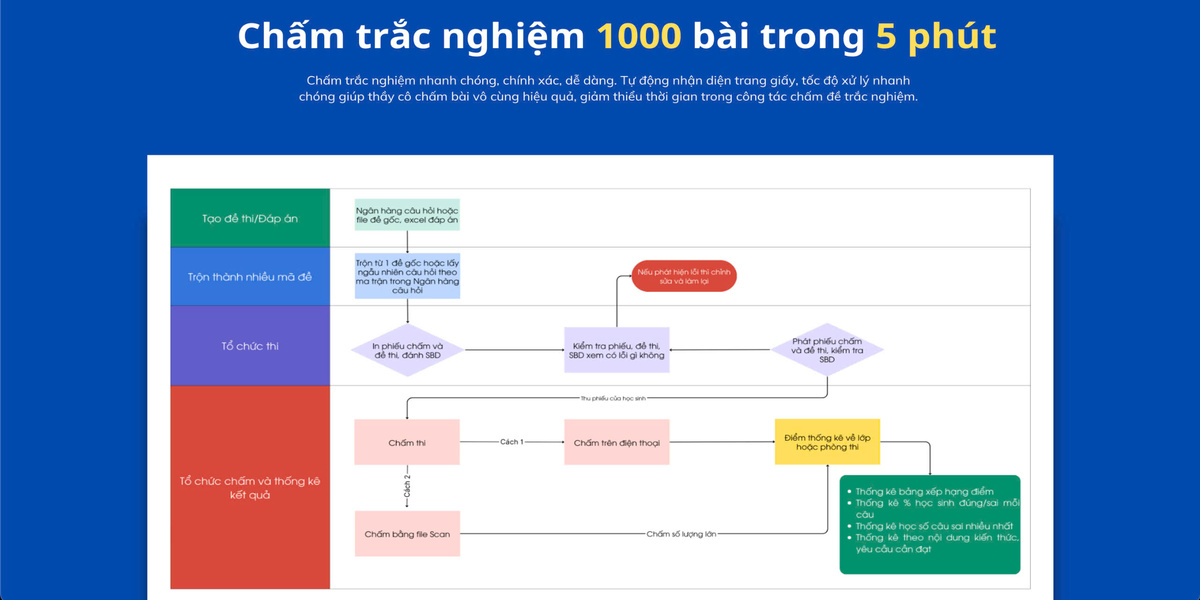 Chấm trắc nghiệm 1000 bài trong 5 phút
Chấm trắc nghiệm nhanh chóng, chính xác, dễ dàng. Tự động nhận diện trang giấy, tốc độ xử lý nhanh
chóng giúp thầy cô chấm bài vô cùng hiệu quả, giảm thiểu thời gian trong công tác chấm đề trắc nghiệm.
Tạo đề thi/Đáp án
Ngân hàng câu hỏi hoặc
file đề gốc, excel đáp án
Trộn thành nhiều mã đề
Trộn từ 1 đề gốc hoặc lấy
ngẫu nhiên câu hỏi theo
ma trận trong Ngân hàng
câu hỏi
Nếu phát hiện lỗi thì chỉnh
sửa và làm lại
Tổ chức thi
In phiếu chấm và
đề thi, đánh SBD
Kiểm tra phiếu, đề thi,
SBD xem có lỗi gì không
Phát phiếu chấm
và đề thi, kiểm tra
SBD
Thu phiếu của học sinh
Tổ chức chấm và thống kê
kết quả
Chấm thi
Cách 1
Chấm trên điện thoại
Điểm thống kê về lớp
hoặc phòng thi
Cách 2
Chấm bằng file Scan
Chấm số lượng lớn
• Thống kê bảng xếp hạng điểm
• Thống kê % học sinh đúng/sai mỗi
câu
• Thống kê học số câu sai nhiều nhất
• Thống kê theo nội dung kiến thức,
yêu cầu cần đạt